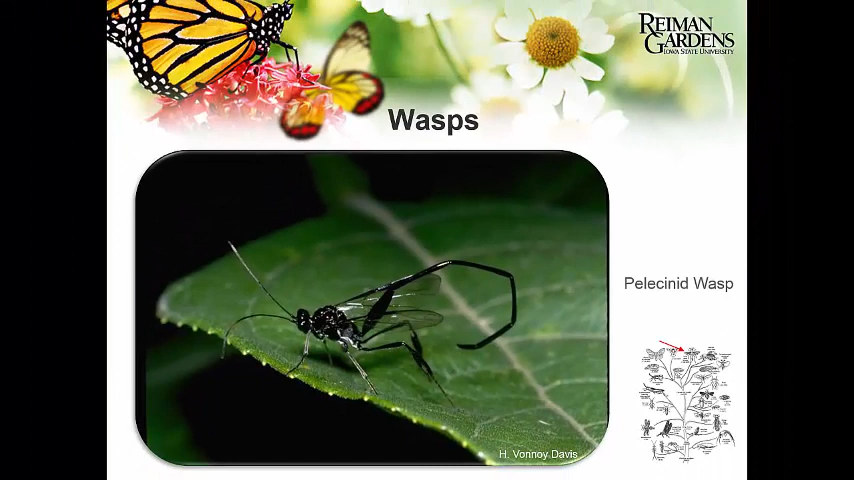 REIMAN
GARDENS
IOWA STATE UNIVERSITY
Wasps
Pelecinid Wasp
H. Vonnoy Davis